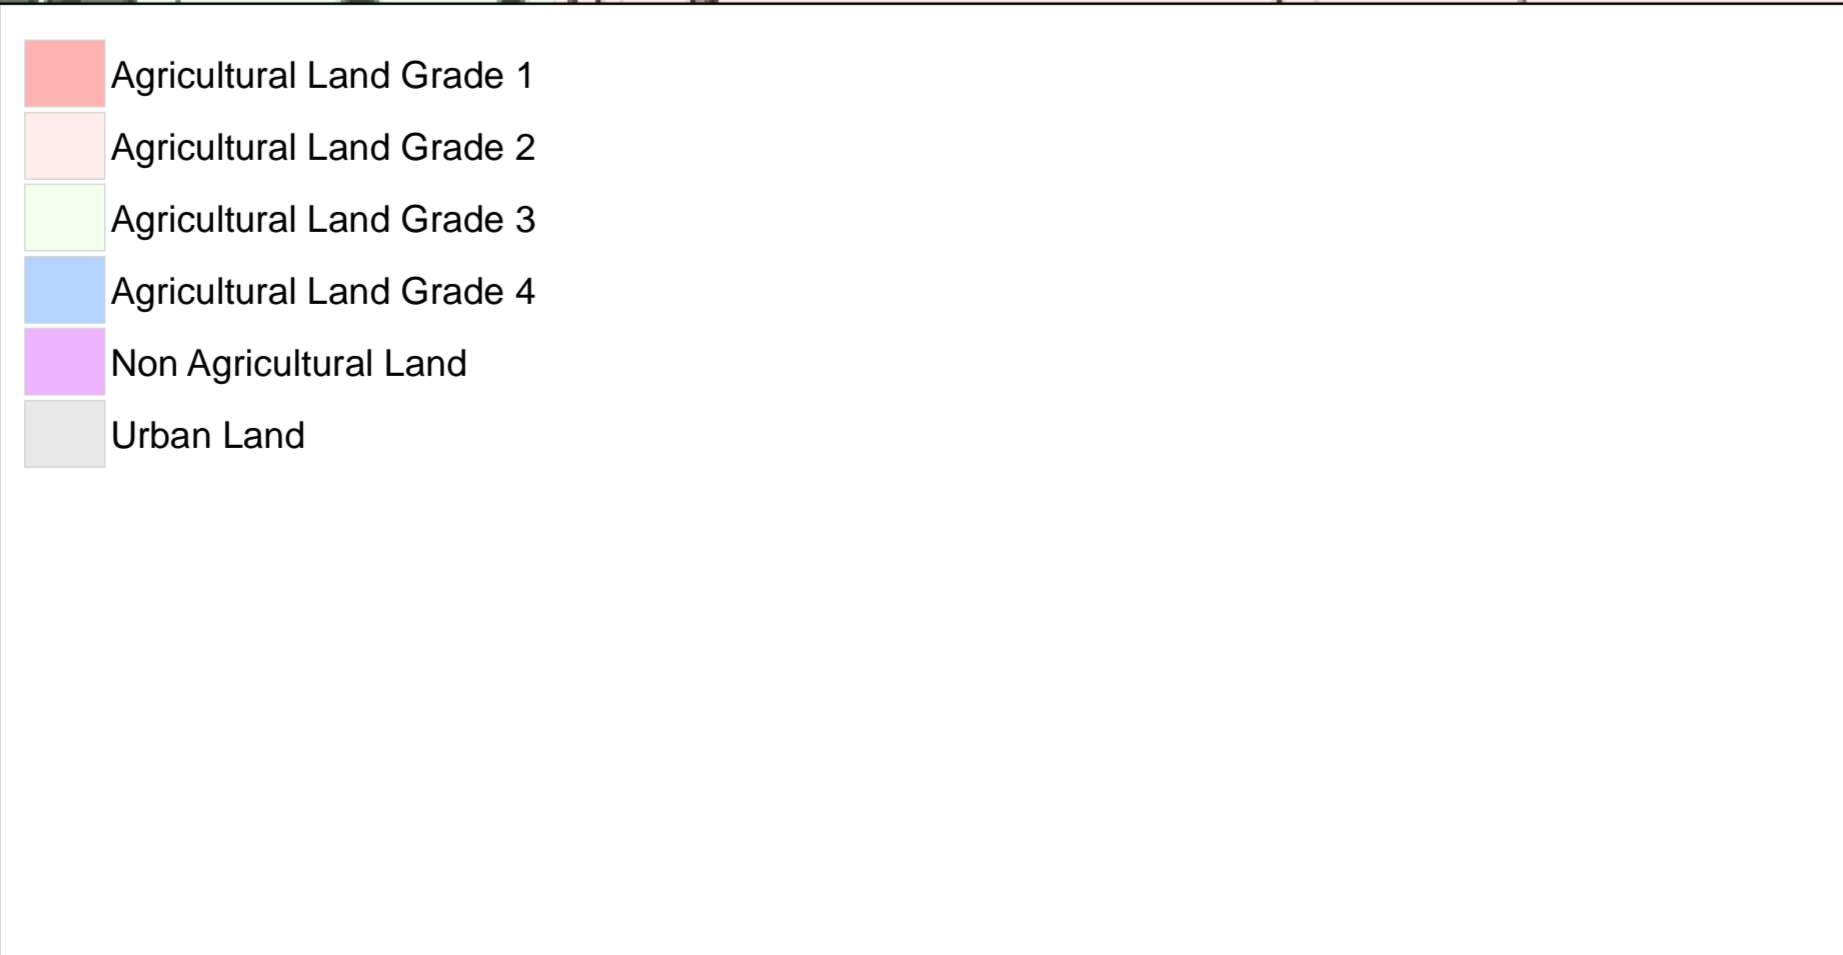 Agricultural Land Grade 1
Agricultural Land Grade 2
Agricultural Land Grade 3
Agricultural Land Grade 4
Non Agricultural Land
Urban Land